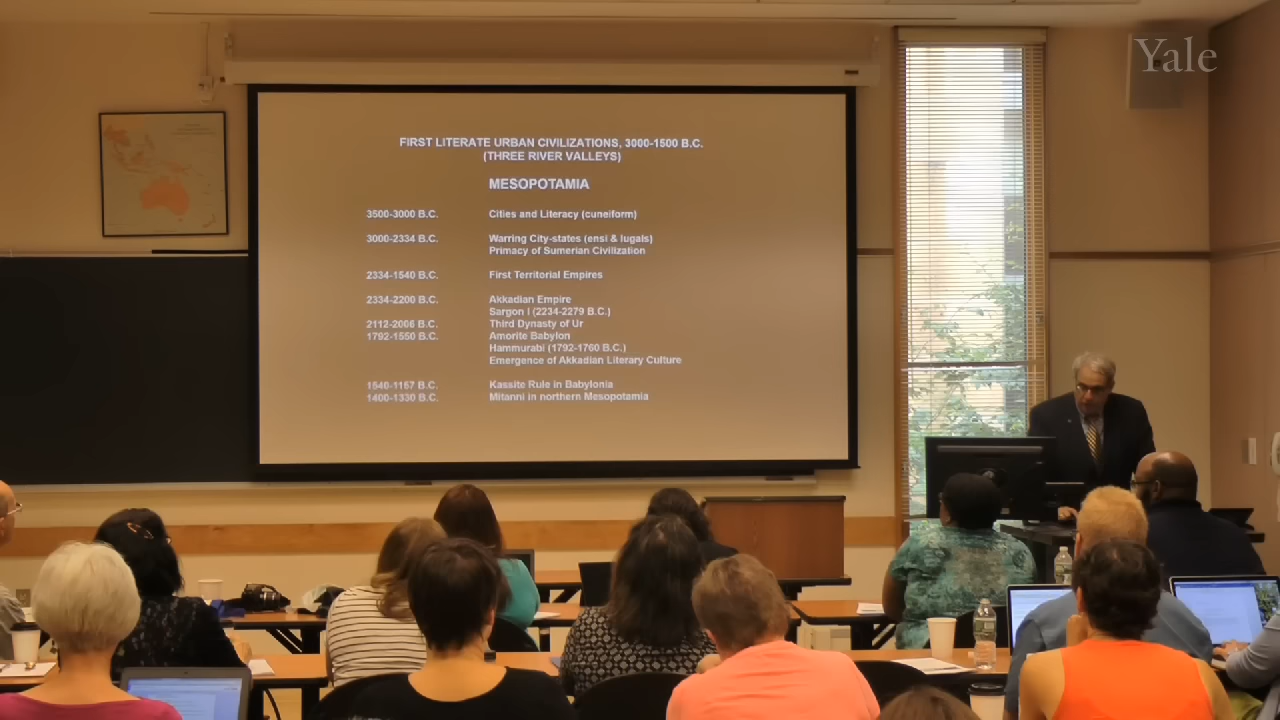 Yale
FIRST LITERATE URBAN CIVILIZATIONS, 3000-1500 B.C.
(THREE RIVER VALLEYS)
MESOPOTAMIA
3500-3000 B.C. Cities and Literacy (cuneiform)
3000-2334 B.C. Warring City-states (ensi & lugals)
Primacy of Sumerian Civilization
2334-1540 B.C. First Territorial Empires
2334-2200 B.C. Akkadian Empire
Sargon I (2234-2279 B.C.)
2112-2006 B.C. Third Dynasty of Ur
1792-1550 B.C. Amorite Babylon
Hammurabi (1792-1760 B.C.)
Emergence of Akkadian Literary Culture
1540-1157 B.C. Kassite Rule in Babylonia
1400-1330 B.C. Mitanni in northern Mesopotamia